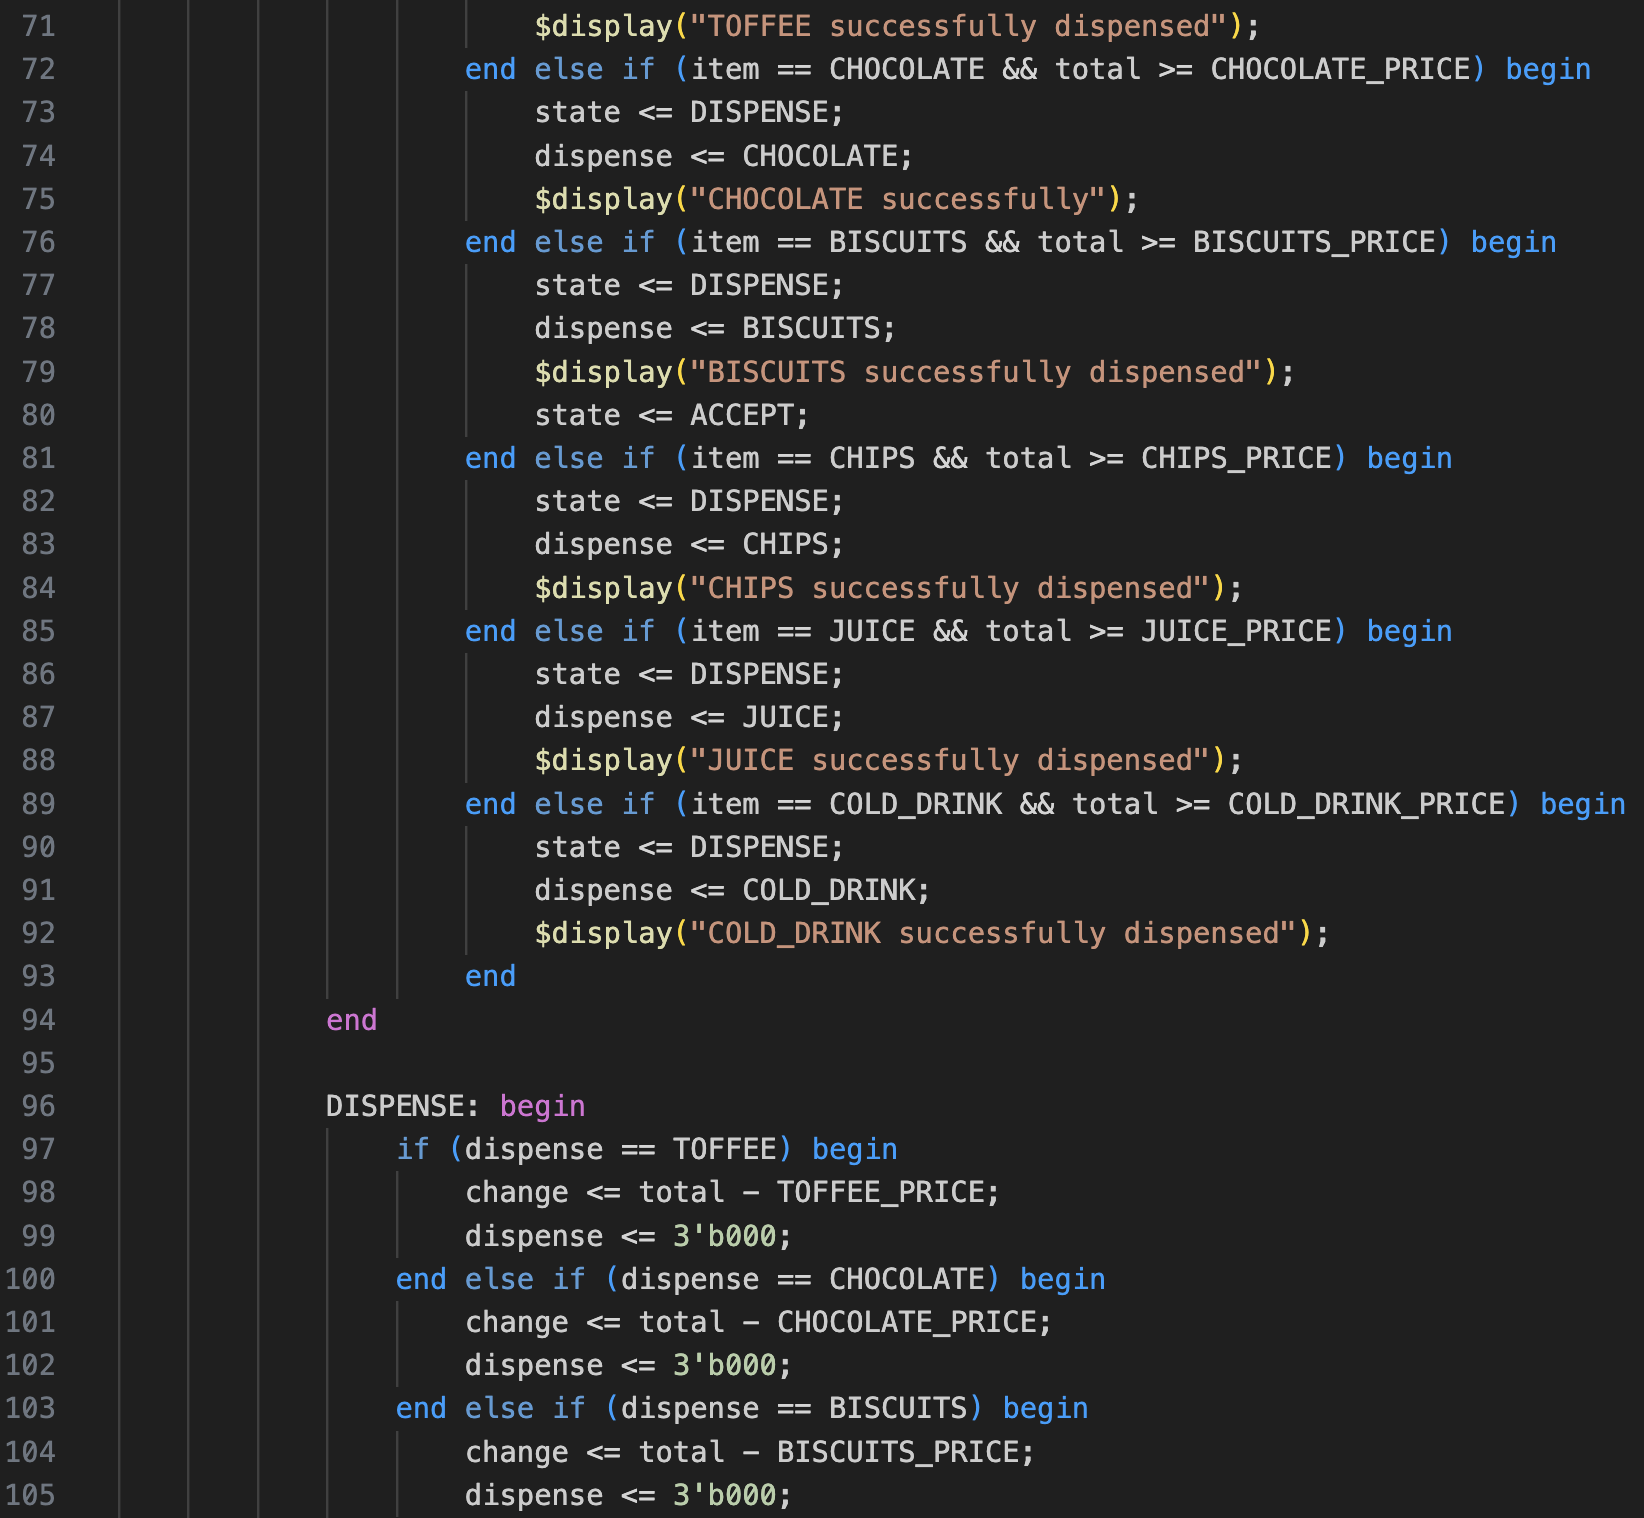 71 $display("TOFFEE successfully dispensed");
72 end else if (item == CHOCOLATE && total >= CHOCOLATE_PRICE) begin
73 state <= DISPENSE;
74 dispense <= CHOCOLATE;
75 $display("CHOCOLATE successfully");
76 end else if (item == BISCUITS && total >= BISCUITS_PRICE) begin
77 state <= DISPENSE;
78 dispense <= BISCUITS;
79 $display("BISCUITS successfully dispensed");
80 state <= ACCEPT;
81 end else if (item == CHIPS && total >= CHIPS_PRICE) begin
82 state <= DISPENSE;
83 dispense <= CHIPS;
84 $display("CHIPS successfully dispensed");
85 end else if (item == JUICE && total >= JUICE_PRICE) begin
86 state <= DISPENSE;
87 dispense <= JUICE;
88 $display("JUICE successfully dispensed");
89 end else if (item == COLD_DRINK && total >= COLD_DRINK_PRICE) begin
90 state <= DISPENSE;
91 dispense <= COLD_DRINK;
92 $display("COLD_DRINK successfully dispensed");
93 end
94 end
95
96 DISPENSE: begin
97 if (dispense == TOFFEE) begin
98 change <= total - TOFFEE_PRICE;
99 dispense <= 3'b000;
100 end else if (dispense == CHOCOLATE) begin
101 change <= total - CHOCOLATE_PRICE;
102 dispense <= 3'b000;
103 end else if (dispense == BISCUITS) begin
104 change <= total - BISCUITS_PRICE;
105 dispense <= 3'b000;